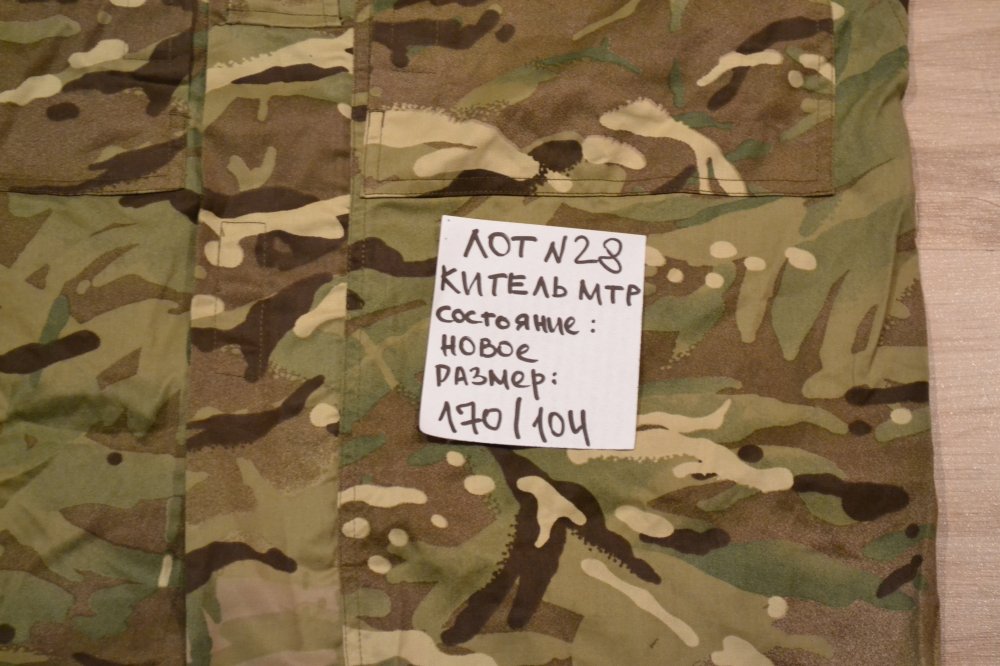 ЛОТ N28
КИТЕЛЬ МТР
состояние:
новое
размер:
170/104